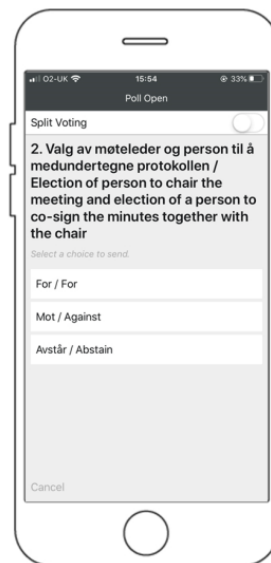 O2-UK 15:54 33%
Poll Open
Split Voting
2. Valg av møteleder og person til å
medundertegne protokollen /
Election of person to chair the
meeting and election of a person to
co-sign the minutes together with
the chair
Select a choice to send.
For / For
Mot / Against
Avstår / Abstain
Cancel